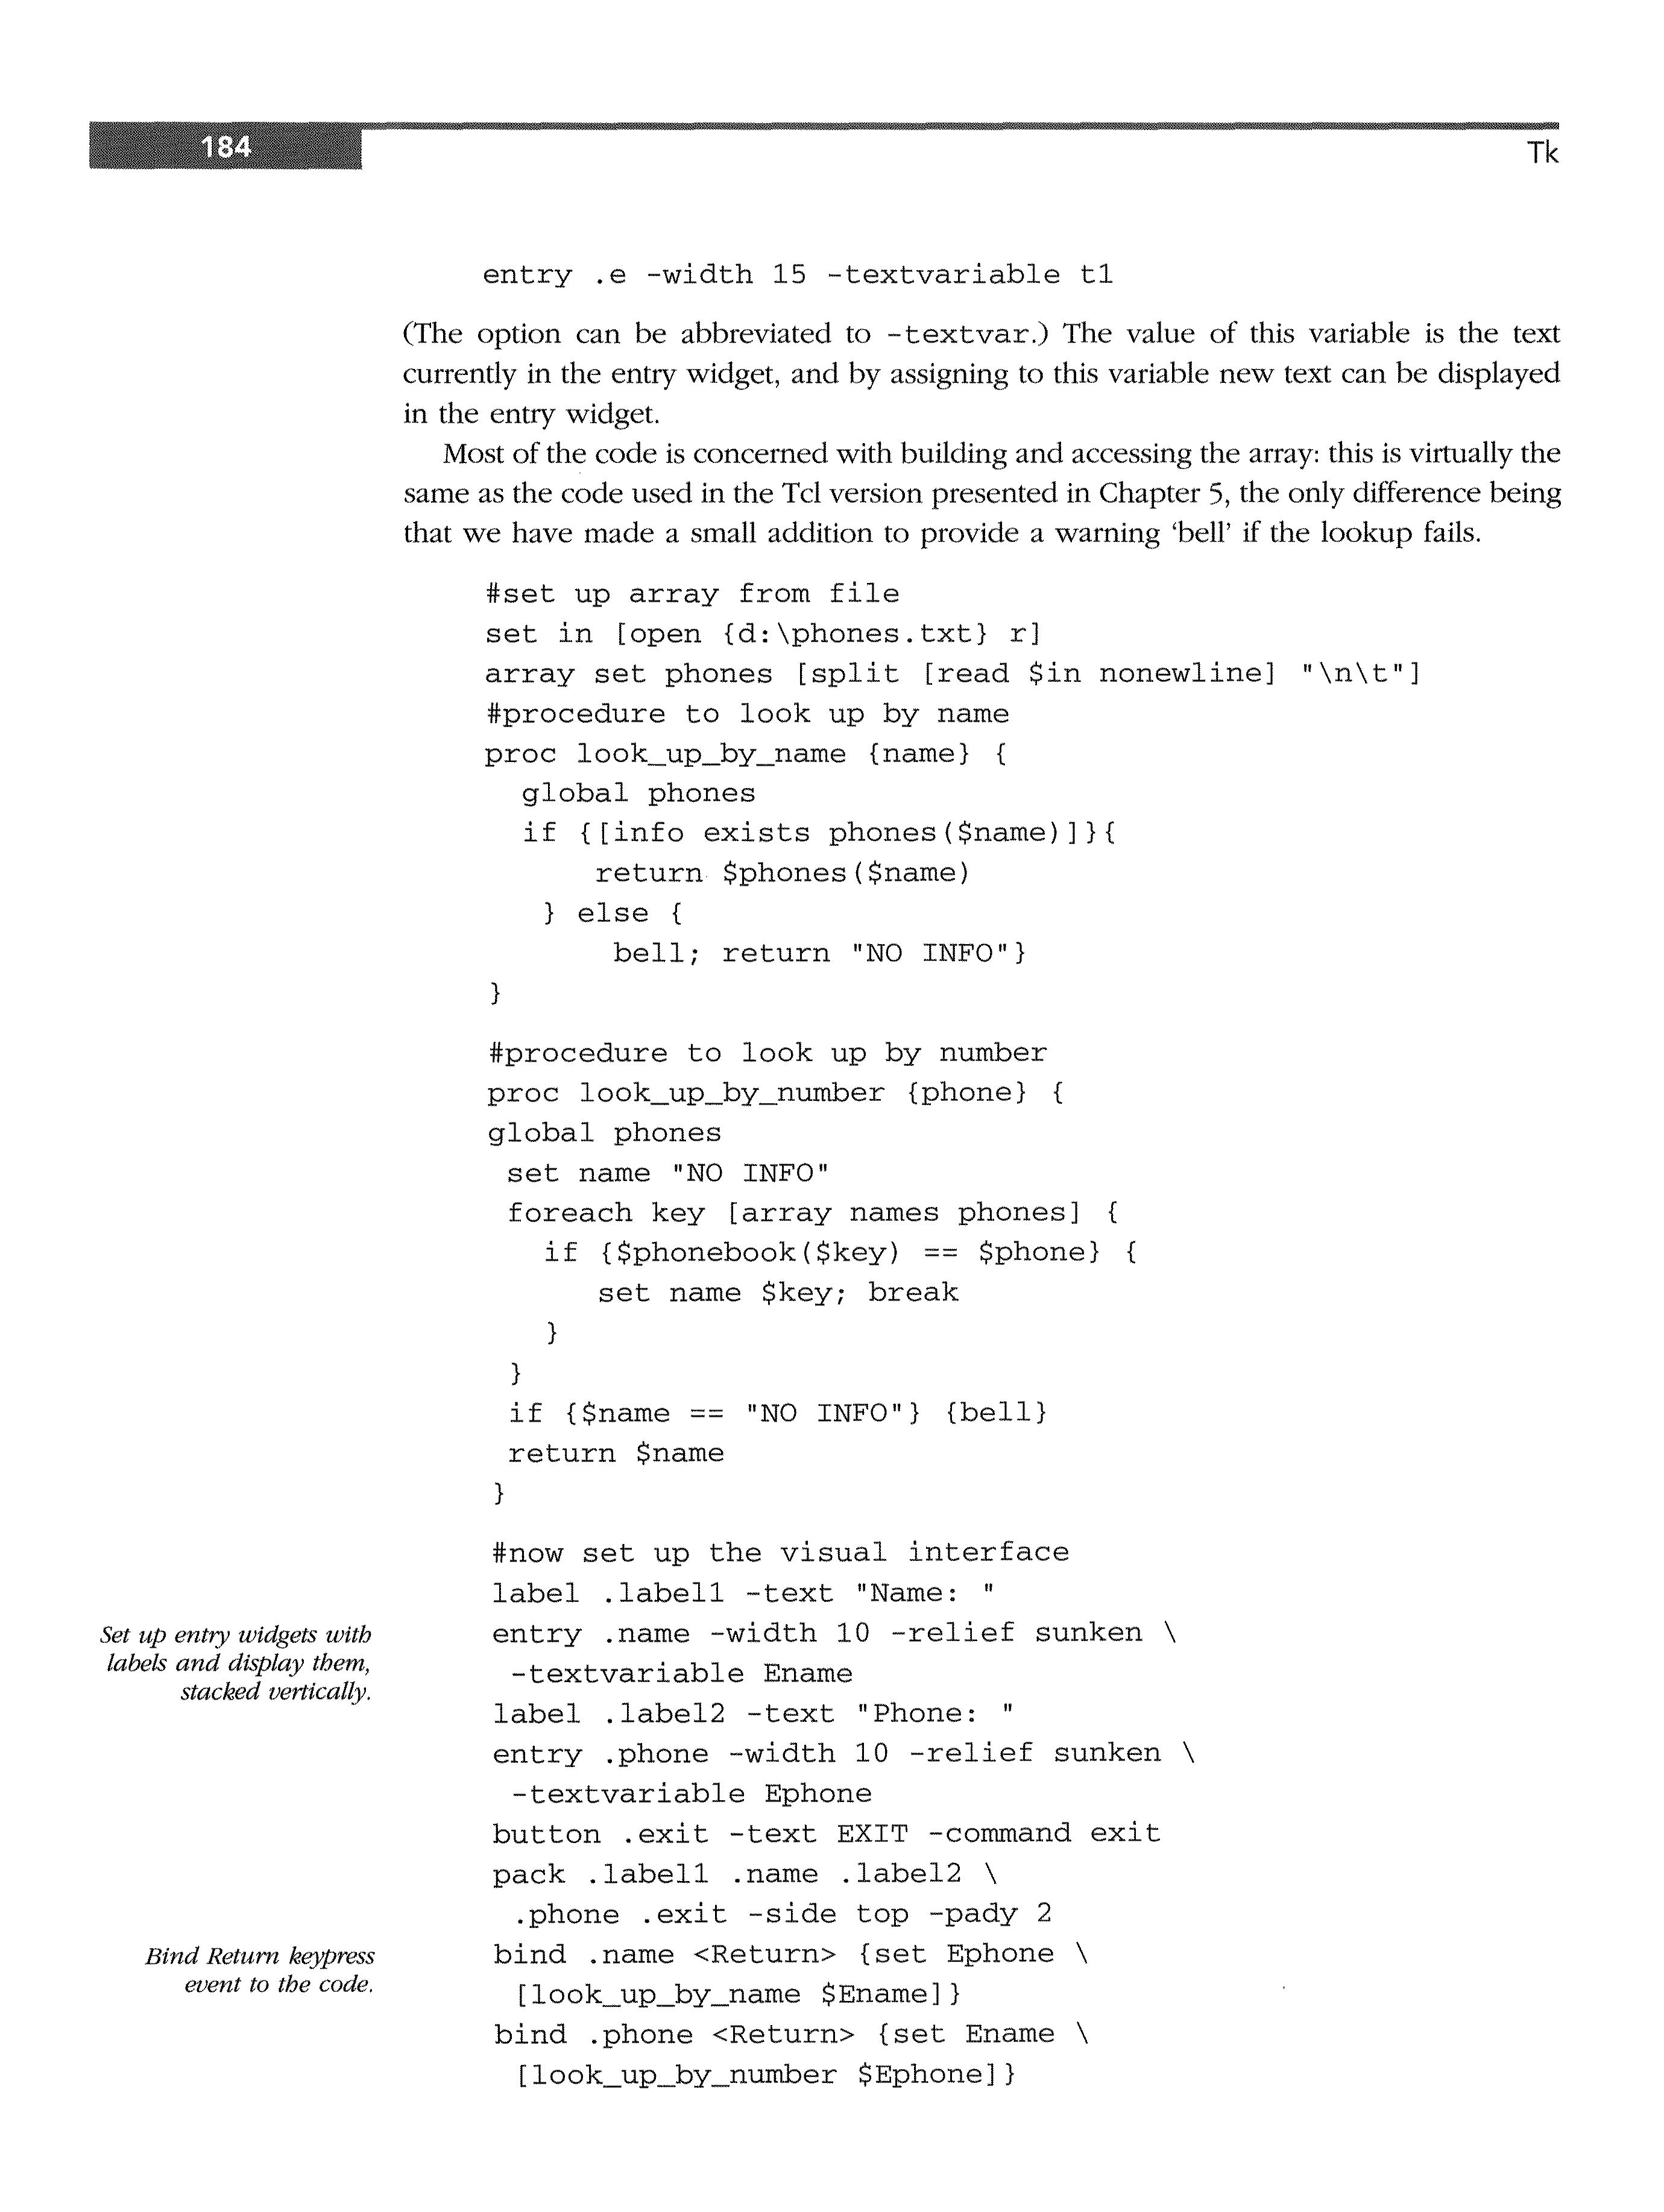 184
Tk
entry .e -width 15 -textvariable t1
(The option can be abbreviated to -textvar.) The value of this variable is the text
currently in the entry widget, and by assigning to this variable new text can be displayed
in the entry widget.
Most of the code is concerned with building and accessing the array: this is virtually the
same as the code used in the Tcl version presented in Chapter 5, the only difference being
that we have made a small addition to provide a warning ‘bell’ if the lookup fails.
#set up array from file
set in [open {d:\phones.txt} r]
array set phones [split [read $in nonewline] "\n\t"]
#procedure to look up by name
proc look_up_by_name {name} {
  global phones
  if {[info exists phones($name)]}{
      return $phones($name)
   } else {
       bell; return "NO INFO"}
}
#procedure to look up by number
proc look_up_by_number {phone} {
global phones
 set name "NO INFO"
 foreach key [array names phones] {
   if {$phonebook($key) == $phone} {
      set name $key; break
   }
 }
 if {$name == "NO INFO"} {bell}
 return $name
}
#now set up the visual interface
label .label1 -text "Name: "
Set up entry widgets with
labels and display them,
stacked vertically.
entry .name -width 10 -relief sunken \
 -textvariable Ename
label .label2 -text "Phone: "
entry .phone -width 10 -relief sunken \
 -textvariable Ephone
button .exit -text EXIT -command exit
pack .label1 .name .label2 \
 .phone .exit -side top -pady 2
Bind Return keypress
event to the code.
bind .name <Return> {set Ephone \
 [look_up_by_name $Ename]}
bind .phone <Return> {set Ename \
 [look_up_by_number $Ephone]}